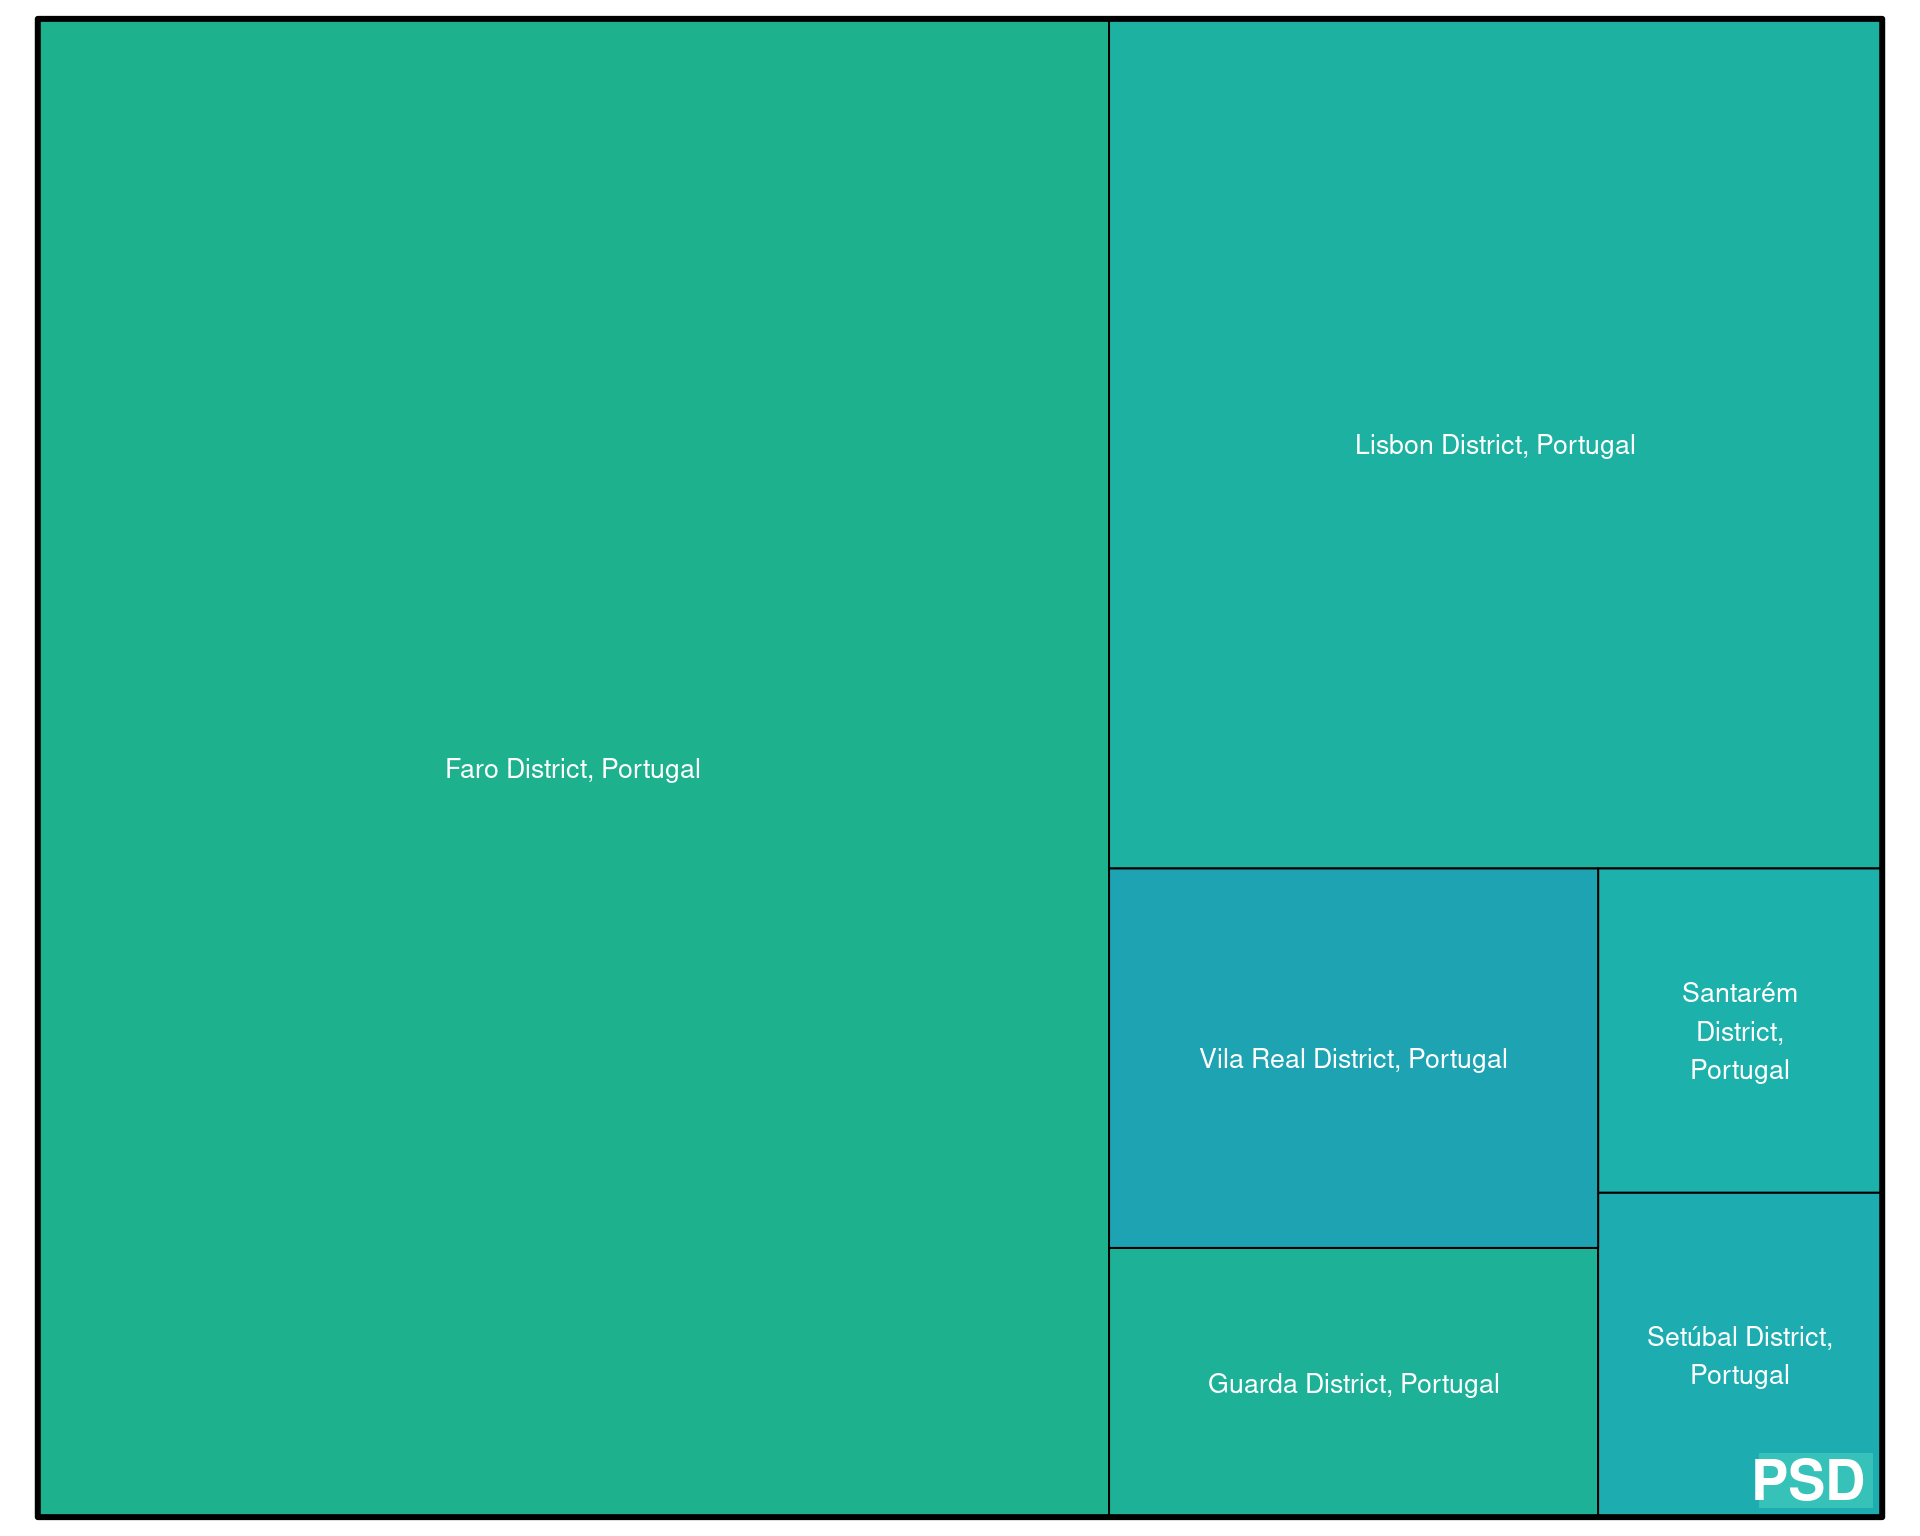 Lisbon District, Portugal
Faro District, Portugal
Santarém
District,
Portugal
Vila Real District, Portugal
Setúbal District,
Portugal
Guarda District, Portugal
PSD